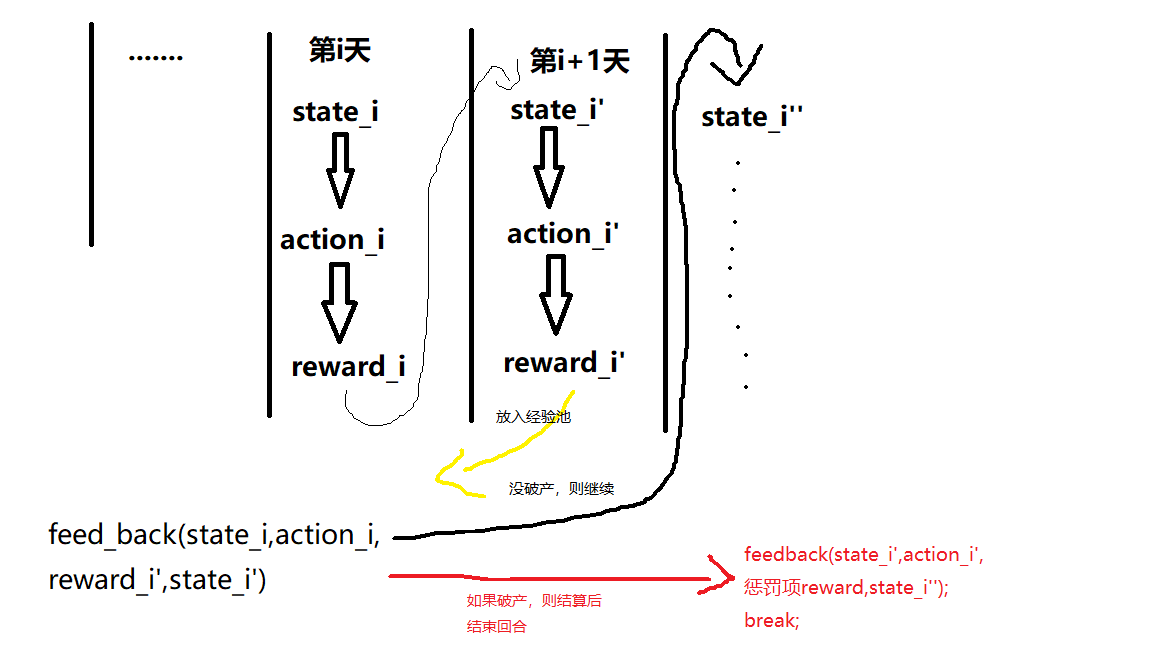 .......
第i天
state_i
action_i
reward_i
第i+1天
state_i'
action_i'
reward_i'
state_i''
放入经验池
没破产，则继续
feed_back(state_i,action_i,
reward_i',state_i')
如果破产，则结算后
结束回合
feedback(state_i',action_i',
惩罚项reward,state_i'');
break;